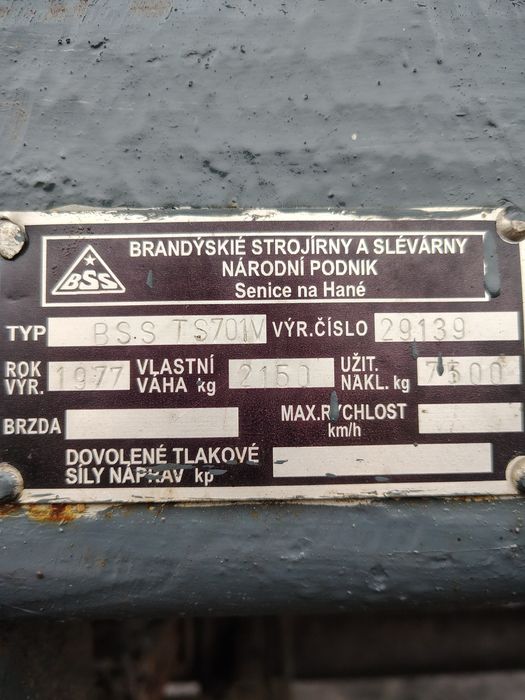 BSS
BRANDÝSKIÉ STROJÍRNY A SLÉVÁRNY
NÁRODNÍ PODNIK
Senice na Hané
TYP BSS TS701V VÝR.ČÍSLO 29139
ROK VÝR. 1977 VLASTNÍ VÁHA kg 2150 UŽIT. NAKL. kg 7500
BRZDA MAX.RYCHLOST km/h
DOVOLENÉ TLAKOVÉ
SÍLY NÁPRAV kp